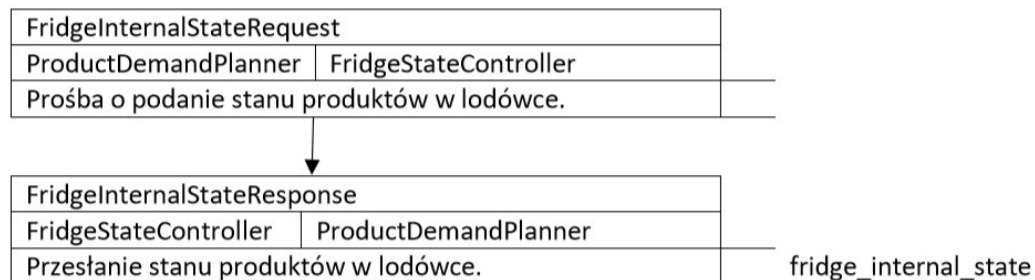 FridgeInternalStateRequest
ProductDemandPlanner FridgeStateController
Prośba o podanie stanu produktów w lodówce.
FridgeInternalStateResponse
FridgeStateController ProductDemandPlanner
Przesłanie stanu produktów w lodówce. fridge_internal_state